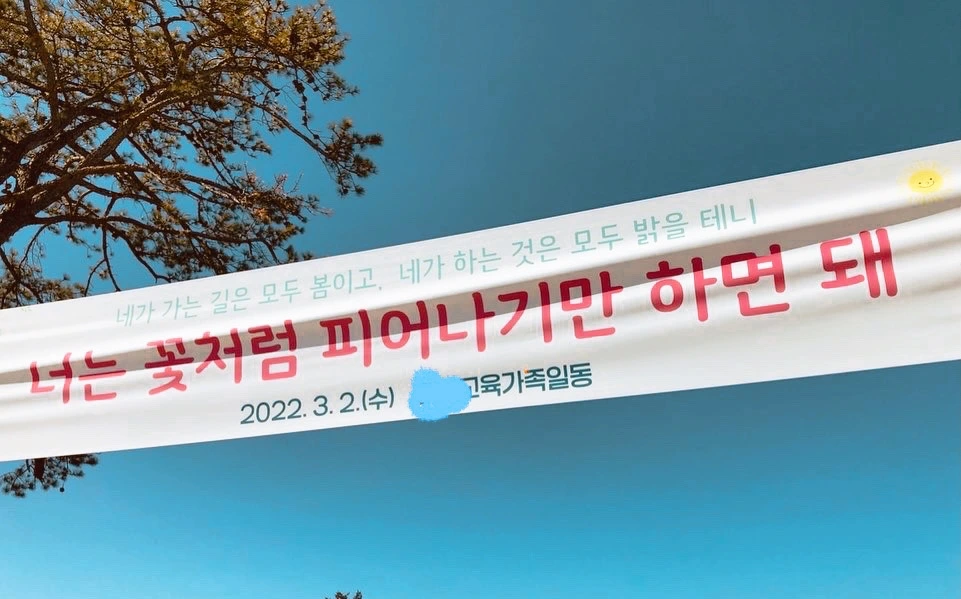 네가 가는 길은 모두 봄이고, 네가 하는 것은 모두 밝을 테니
너는 꽃처럼 피어나기만 하면 돼
2022. 3. 2.(수) 교육가족일동